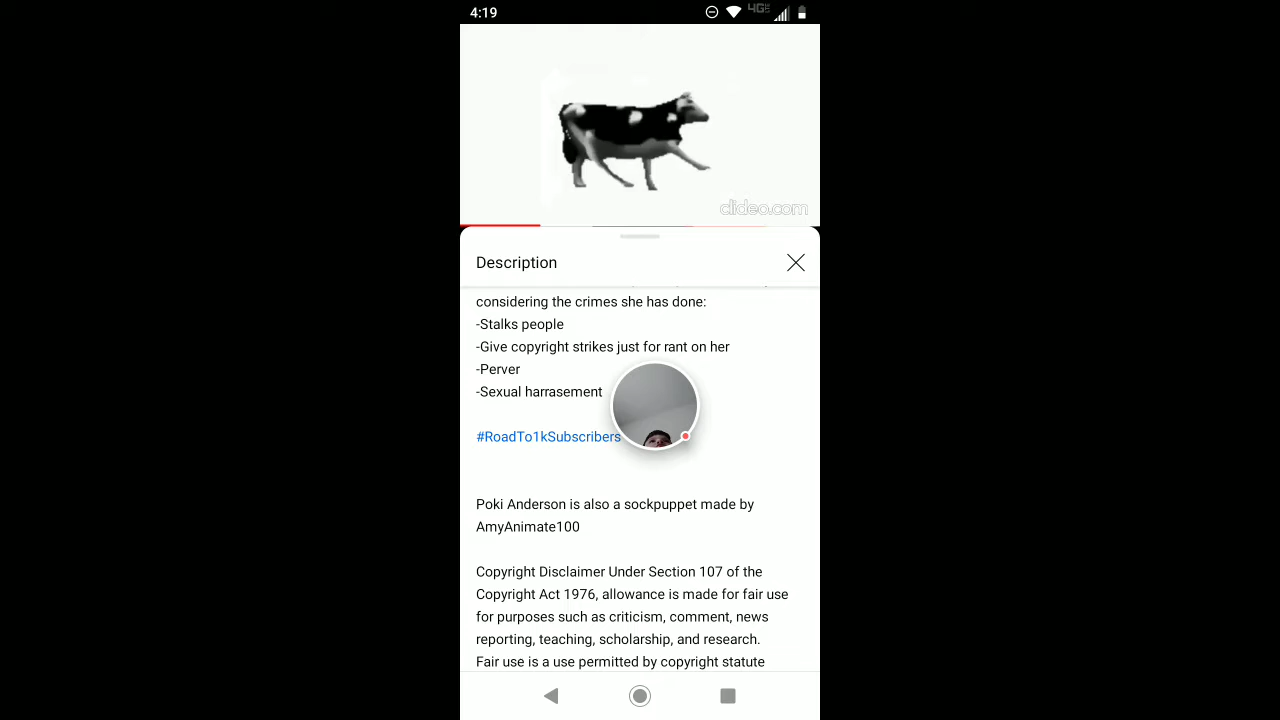 4:19
4G
clideo.com
Description
considering the crimes she has done:
-Stalks people
-Give copyright strikes just for rant on her
-Perver
-Sexual harrasement
#RoadTo1kSubscribers
Poki Anderson is also a sockpuppet made by
AmyAnimate100
Copyright Disclaimer Under Section 107 of the
Copyright Act 1976, allowance is made for fair use
for purposes such as criticism, comment, news
reporting, teaching, scholarship, and research.
Fair use is a use permitted by copyright statute